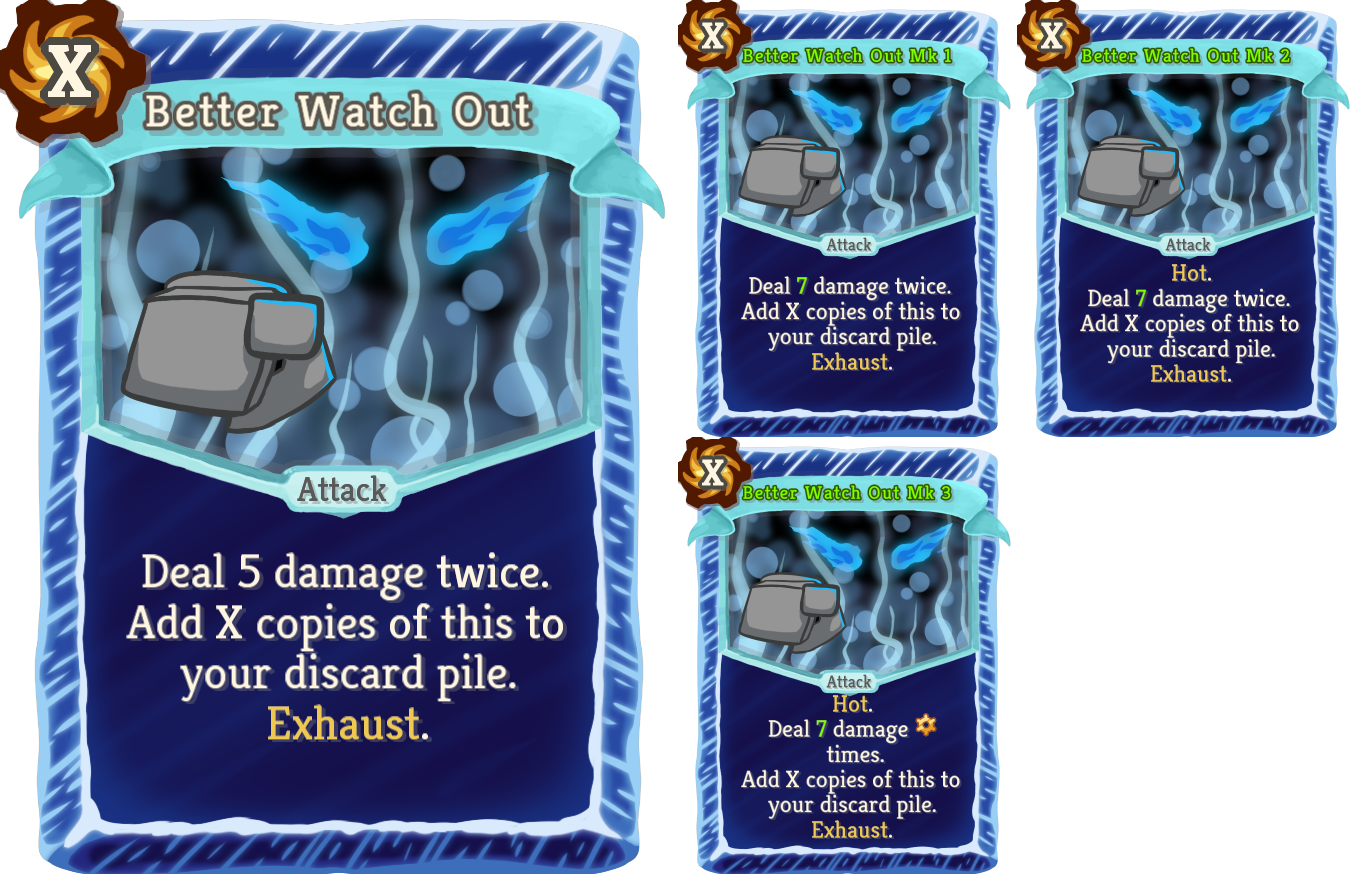 X
Better Watch Out
Attack
Deal 5 damage twice.
Add X copies of this to
your discard pile.
Exhaust.
X
Better Watch Out Mk 1
Attack
Deal 7 damage twice.
Add X copies of this to
your discard pile.
Exhaust.
X
Better Watch Out Mk 2
Attack
Hot.
Deal 7 damage twice.
Add X copies of this to
your discard pile.
Exhaust.
X
Better Watch Out Mk 3
Attack
Hot.
Deal 7 damage
times.
Add X copies of this to
your discard pile.
Exhaust.